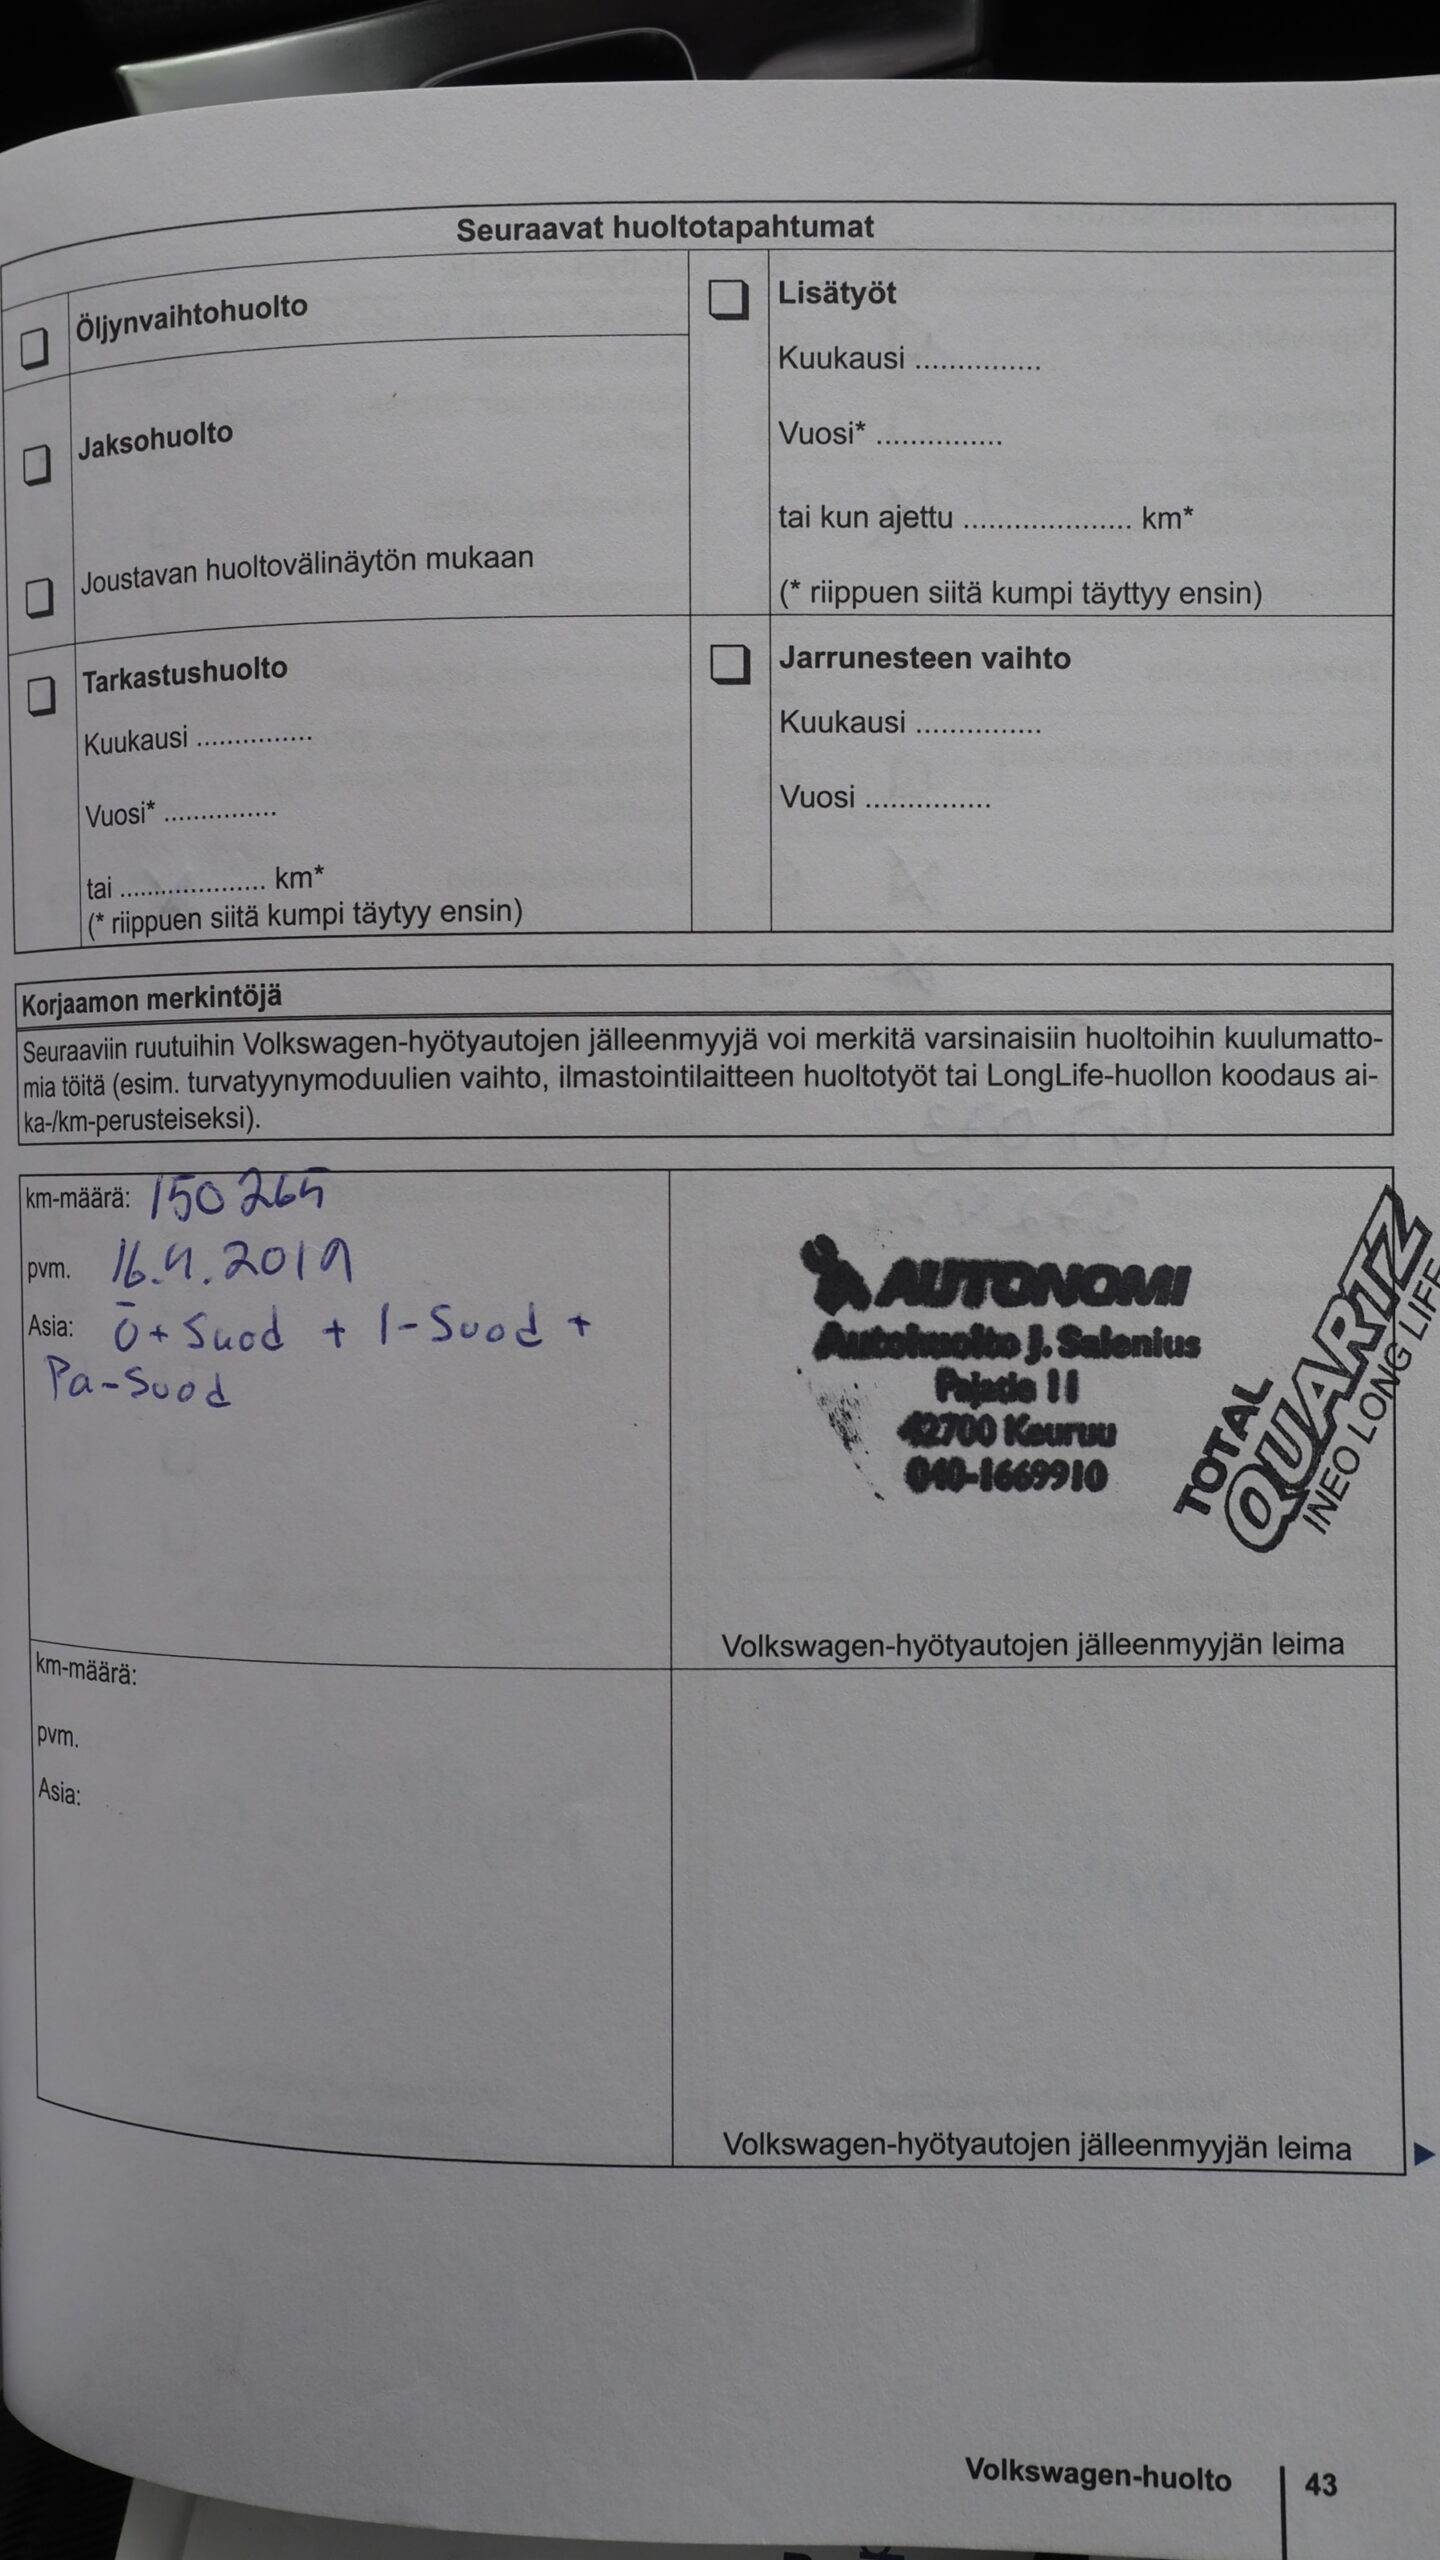 Seuraavat huoltotapahtumat
Öljynvaihtohuolto
Jaksohuolto
Joustavan huoltovälinäytön mukaan
Lisätyöt
Kuukausi ...............
Vuosi* ...............
tai kun ajettu .................... km*
(* riippuen siitä kumpi täyttyy ensin)
Tarkastushuolto
Kuukausi ...............
Vuosi* ...............
tai .................... km*
(* riippuen siitä kumpi täytyy ensin)
Jarrunesteen vaihto
Kuukausi ...............
Vuosi ...............
Korjaamon merkintöjä
Seuraaviin ruutuihin Volkswagen-hyötyautojen jälleenmyyjä voi merkitä varsinaisiin huoltoihin kuulumatto-
mia töitä (esim. turvatyynymoduulien vaihto, ilmastointilaitteen huoltotyöt tai LongLife-huollon koodaus ai-
ka-/km-perusteiseksi).
km-määrä: 150265
pvm. 16.4.2019
Asia: Ö+Suod + I-Suod +
Pa-Suod
AUTONOMI
Autohuolto J. Salenius
Pajatie 11
42700 Keuruu
040-1669910
TOTAL
QUARTZ
INEO LONG LIFE
Volkswagen-hyötyautojen jälleenmyyjän leima
km-määrä:
pvm.
Asia:
Volkswagen-hyötyautojen jälleenmyyjän leima
Volkswagen-huolto
43